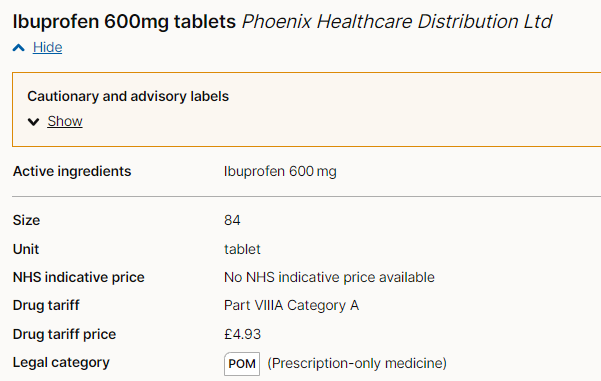 Ibuprofen 600mg tablets Phoenix Healthcare Distribution Ltd
Hide
Cautionary and advisory labels
Show
Active ingredients Ibuprofen 600 mg
Size 84
Unit tablet
NHS indicative price No NHS indicative price available
Drug tariff Part VIIIA Category A
Drug tariff price £4.93
Legal category POM (Prescription-only medicine)